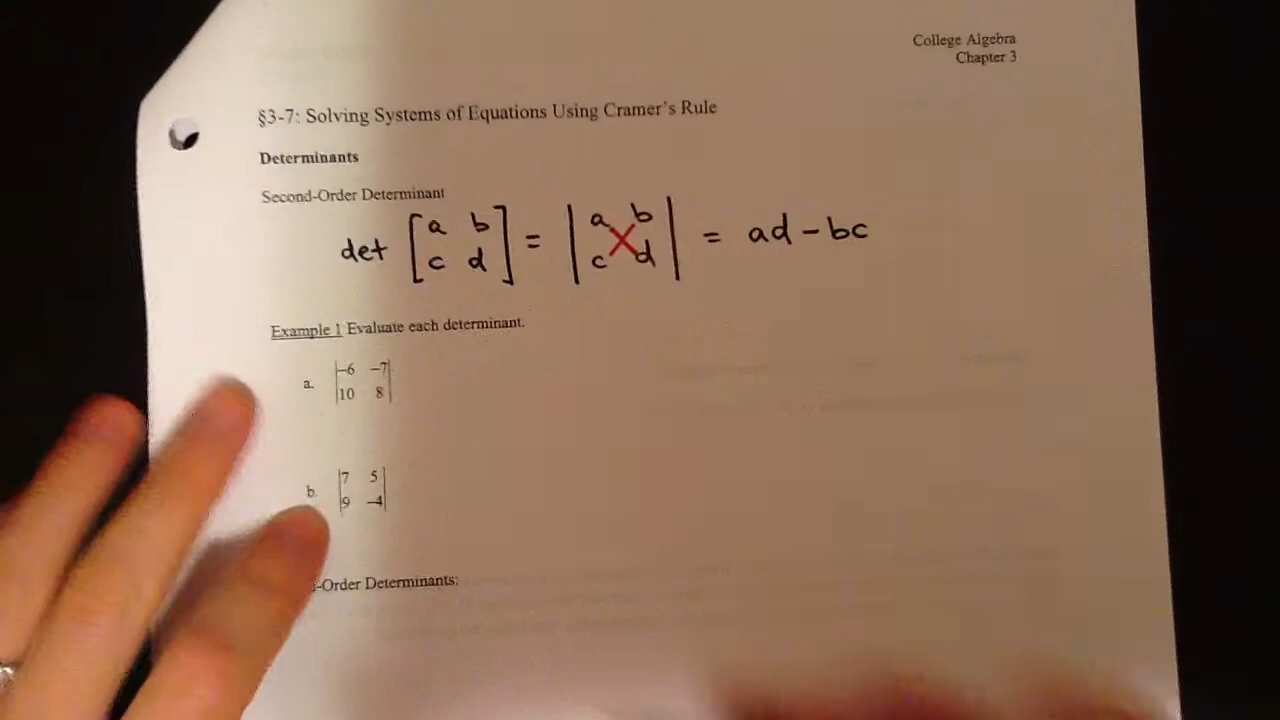 College Algebra
Chapter 3
§3-7: Solving Systems of Equations Using Cramer's Rule
Determinants
Second-Order Determinant
det [a b
c d] = |a b
c d| = ad - bc
Example 1 Evaluate each determinant.
a. |-6 -7|
|10 8|
b. |7 5|
|9 -4|
-Order Determinants: